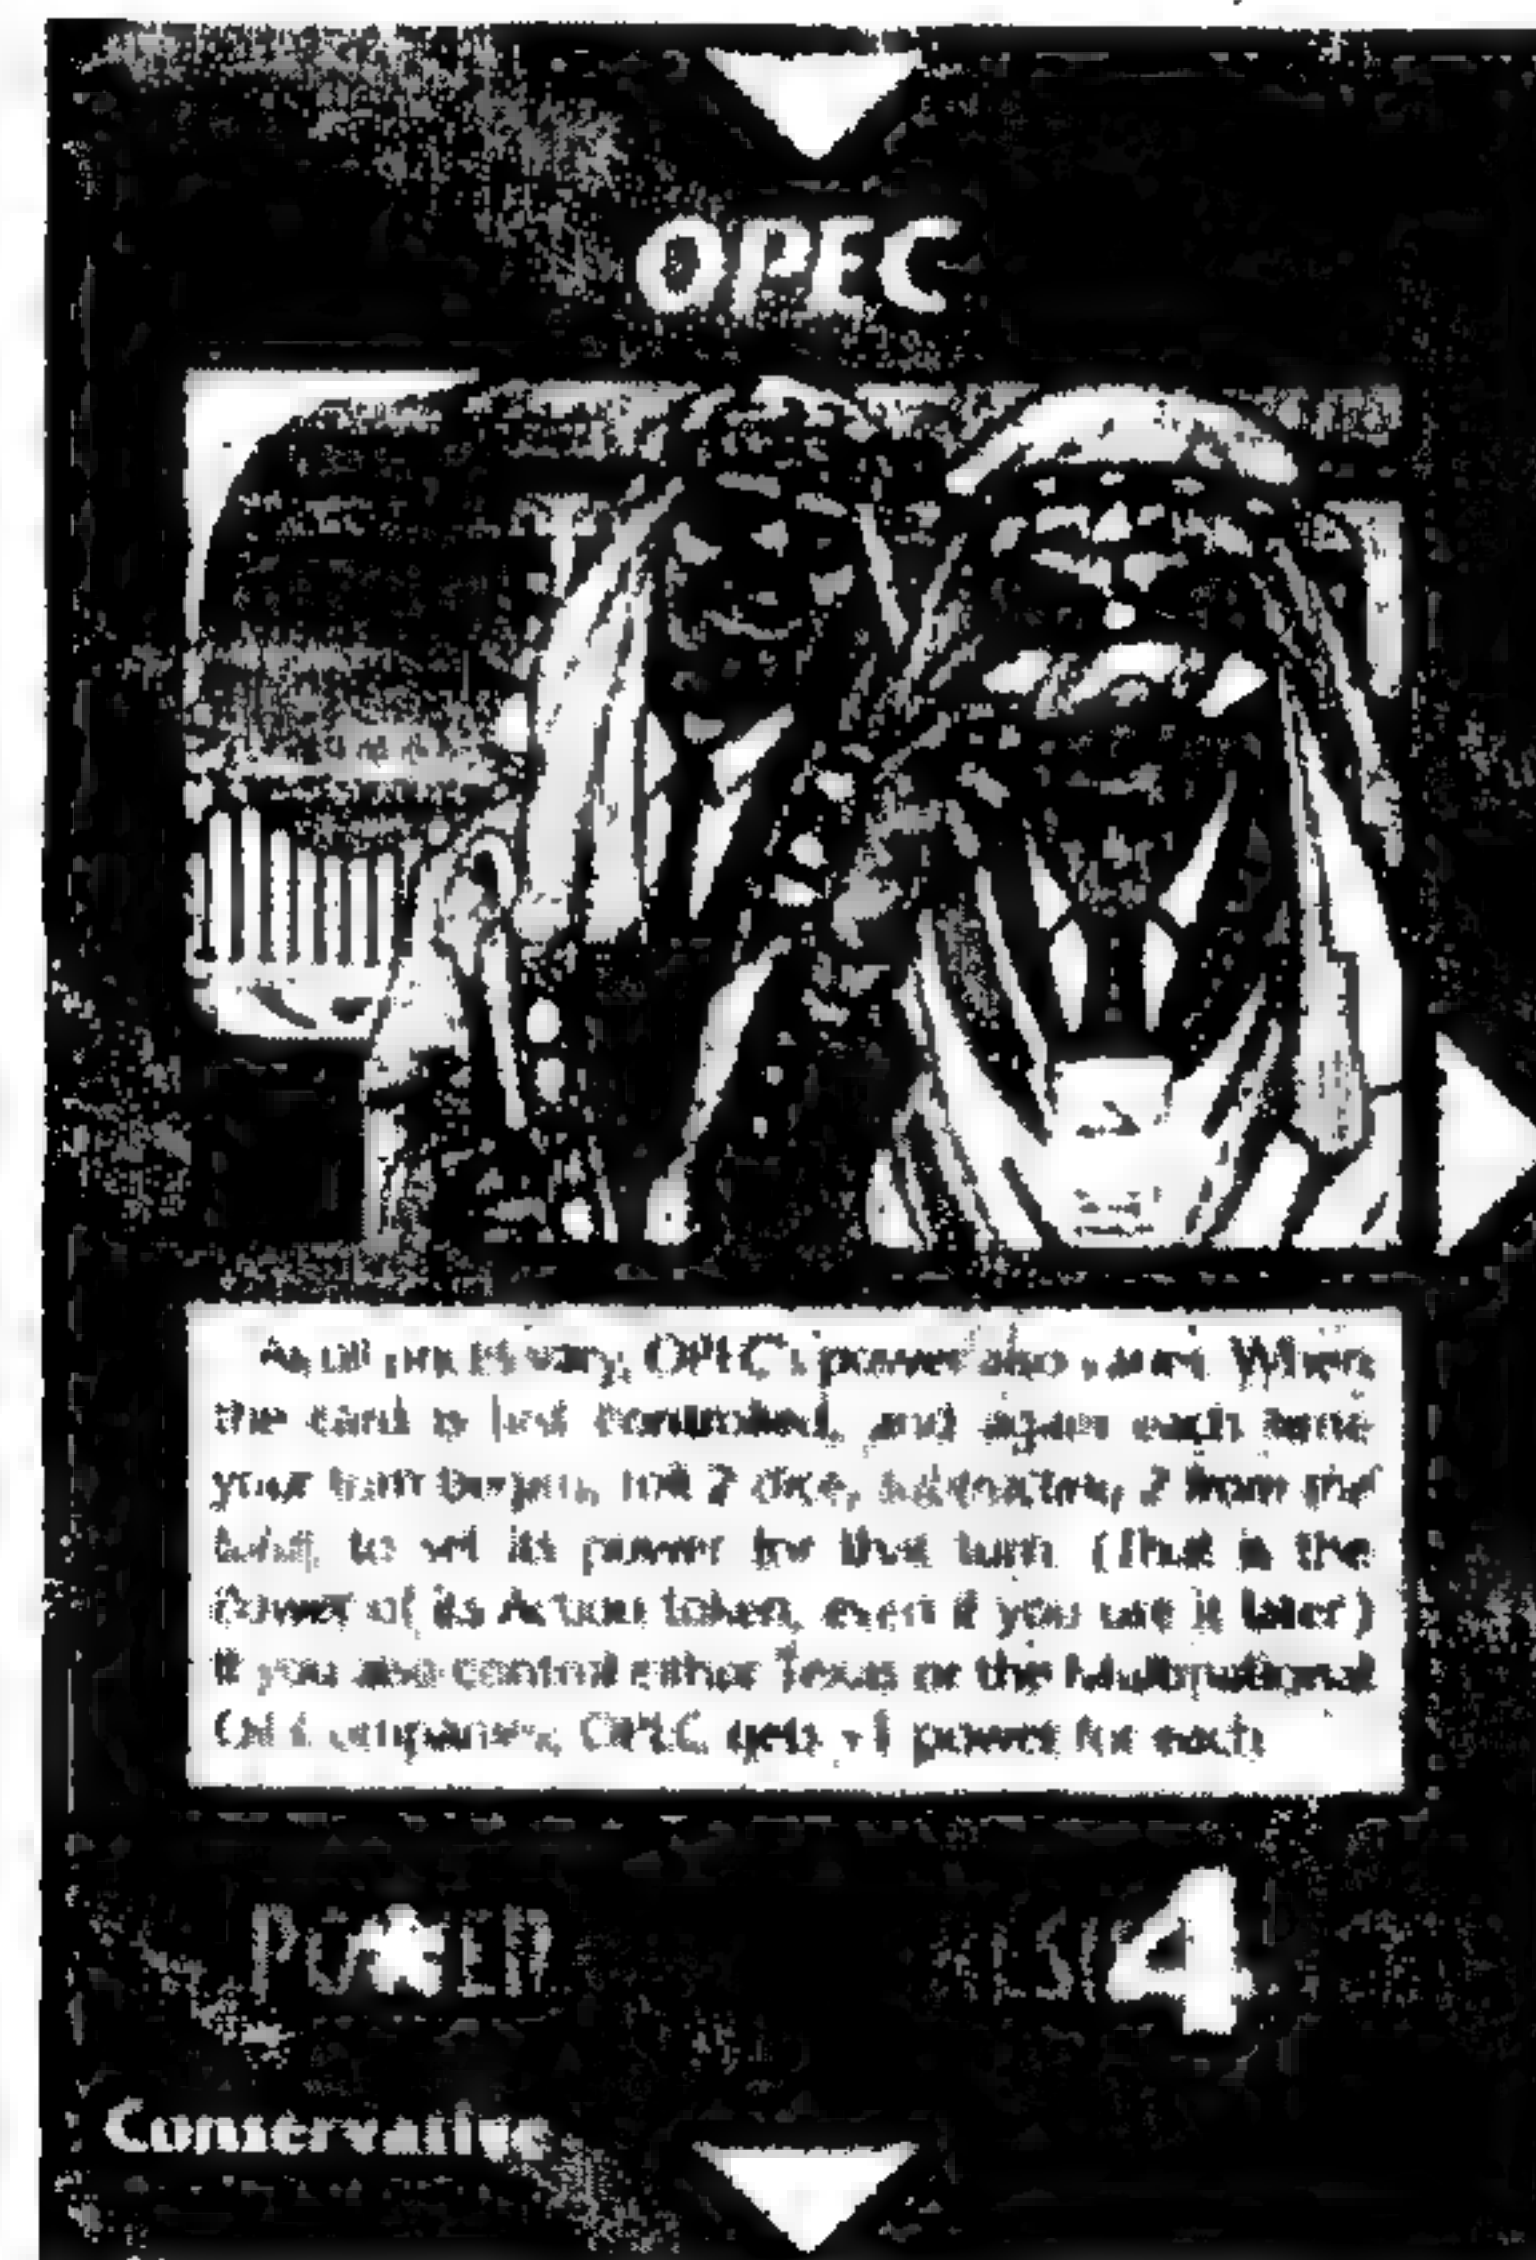 OPEC
As oil prices vary, OPEC's power also varies. When
the card is first controlled, and again each time
your turn begins, roll 2 dice, subtracting 2 from the
total, to set its power for that turn. (That is the
Power of its Action token, even if you use it later.)
If you also control either Texas or the Multinational
Oil Companies, OPEC gets +1 power for each
POWER
*
4
Conservative